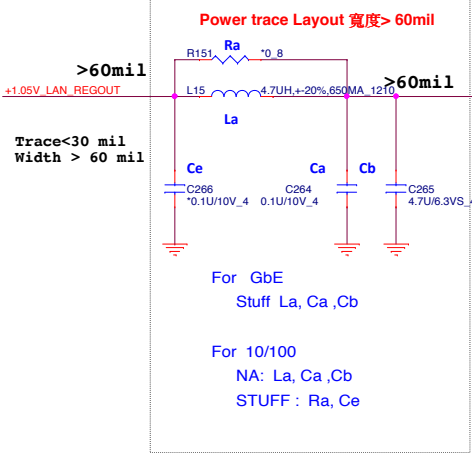 Power trace Layout 寬度> 60mil
Ra
R151
*0_8
>60mil
>60mil
+1.05V_LAN_REGOUT
L15
4.7UH,+-20%,650MA_1210
La
Trace<30 mil
Width > 60 mil
Ce
Ca
Cb
C266
C264
C265
*0.1U/10V_4
0.1U/10V_4
4.7U/6.3VS_4
For GbE
Stuff La, Ca ,Cb
For 10/100
NA: La, Ca ,Cb
STUFF : Ra, Ce